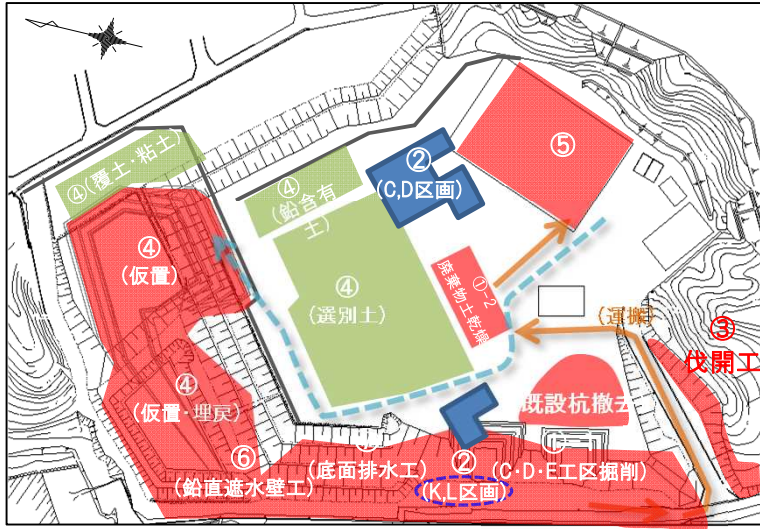 ④(覆土・粘土)
④
(鉛含有
土)
②
(C,D区画)
⑤
④
(仮置)
④
(選別土)
①-2
廃棄物土乾燥
(運搬)
③
伐開工
④
(仮置・埋戻)
既設杭撤去
⑥
(鉛直遮水壁工)
(底面排水工)
②
(K,L区画)
(C・D・E工区掘削)